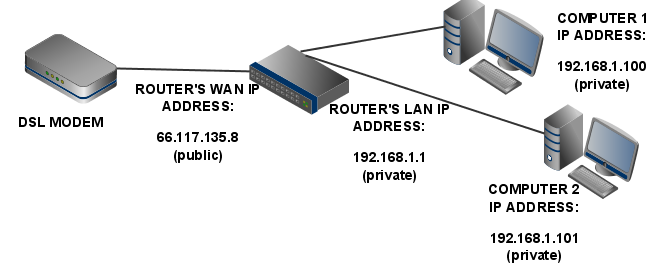 DSL MODEM
ROUTER'S WAN IP
ADDRESS:
66.117.135.8
(public)
ROUTER'S LAN IP
ADDRESS:
192.168.1.1
(private)
COMPUTER 1
IP ADDRESS:
192.168.1.100
(private)
COMPUTER 2
IP ADDRESS:
192.168.1.101
(private)